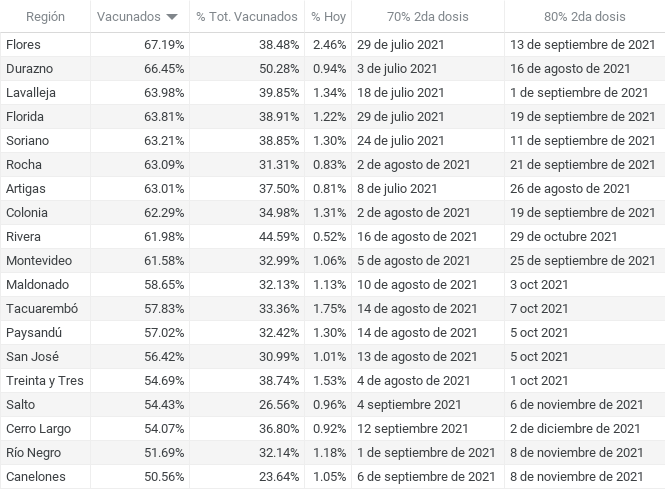 Región Vacunados % Tot. Vacunados % Hoy 70% 2da dosis 80% 2da dosis
Flores 67.19% 38.48% 2.46% 29 de julio 2021 13 de septiembre de 2021
Durazno 66.45% 50.28% 0.94% 3 de julio 2021 16 de agosto de 2021
Lavalleja 63.98% 39.85% 1.34% 18 de julio 2021 1 de septiembre de 2021
Florida 63.81% 38.91% 1.22% 29 de julio 2021 19 de septiembre de 2021
Soriano 63.21% 38.85% 1.30% 24 de julio 2021 11 de septiembre de 2021
Rocha 63.09% 31.31% 0.83% 2 de agosto de 2021 21 de septiembre de 2021
Artigas 63.01% 37.50% 0.81% 8 de julio 2021 26 de agosto de 2021
Colonia 62.29% 34.98% 1.31% 2 de agosto de 2021 19 de septiembre de 2021
Rivera 61.98% 44.59% 0.52% 16 de agosto de 2021 29 de octubre 2021
Montevideo 61.58% 32.99% 1.06% 5 de agosto de 2021 25 de septiembre de 2021
Maldonado 58.65% 32.13% 1.13% 10 de agosto de 2021 3 oct 2021
Tacuarembó 57.83% 33.36% 1.75% 14 de agosto de 2021 7 oct 2021
Paysandú 57.02% 32.42% 1.30% 14 de agosto de 2021 5 oct 2021
San José 56.42% 30.99% 1.01% 13 de agosto de 2021 5 oct 2021
Treinta y Tres 54.69% 38.74% 1.53% 4 de agosto de 2021 1 oct 2021
Salto 54.43% 26.56% 0.96% 4 septiembre 2021 6 de noviembre de 2021
Cerro Largo 54.07% 36.80% 0.92% 12 septiembre 2021 2 de diciembre de 2021
Río Negro 51.69% 32.14% 1.18% 1 de septiembre de 2021 8 de noviembre de 2021
Canelones 50.56% 23.64% 1.05% 6 de septiembre de 2021 8 de noviembre de 2021